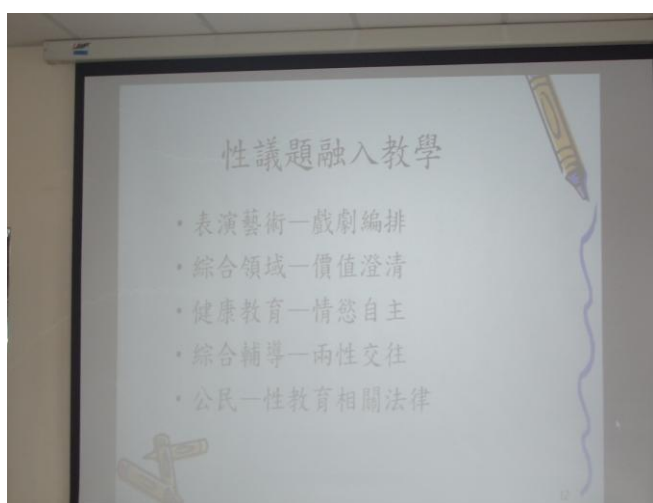 性議題融入教學
・表演藝術—戲劇編排
・綜合領域—價值澄清
・健康教育—情慾自主
・綜合輔導—兩性交往
・公民—性教育相關法律